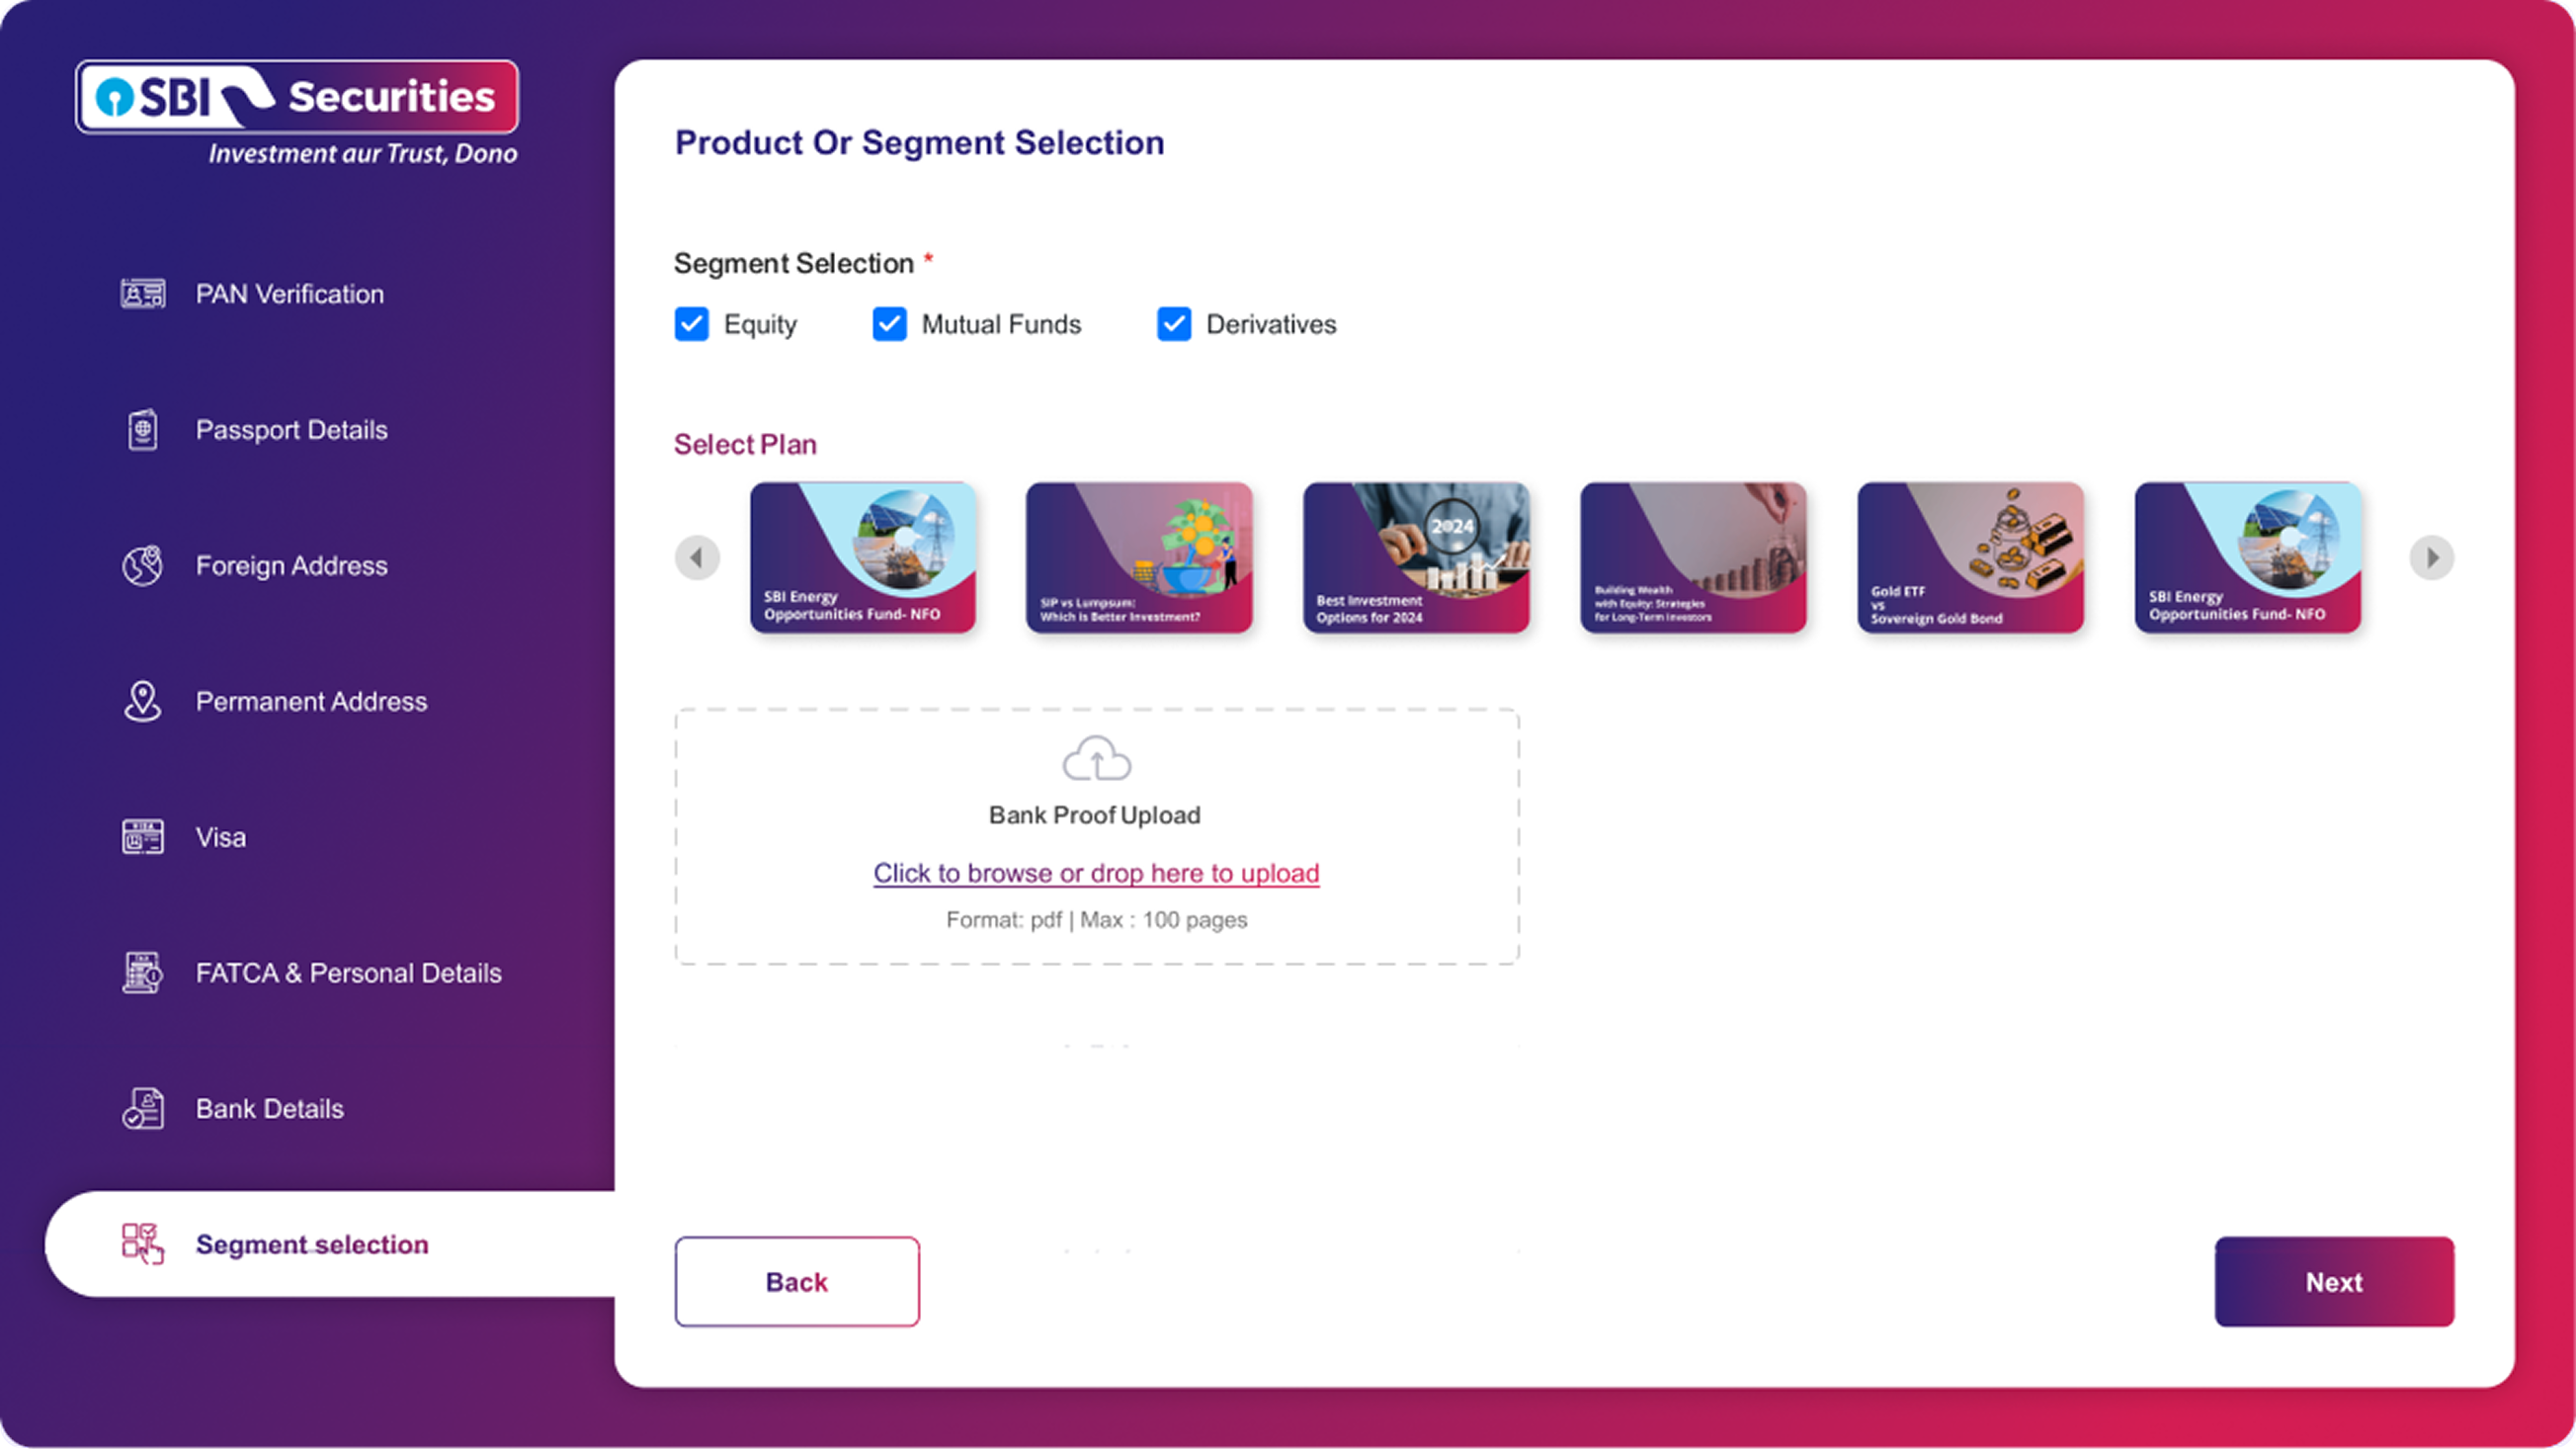 SBI Securities
Investment aur Trust, Dono
PAN Verification
Passport Details
Foreign Address
Permanent Address
Visa
FATCA & Personal Details
Bank Details
Segment selection
Product Or Segment Selection
Segment Selection *
Equity
Mutual Funds
Derivatives
Select Plan
SBI Energy
Opportunities Fund- NFO
SIP vs Lumpsum:
Which is Better Investment?
2024
Best Investment
Options for 2024
Building Wealth
with Equity: Strategies
for Long-Term Investors
Gold ETF
vs
Sovereign Gold Bond
SBI Energy
Opportunities Fund- NFO
Bank Proof Upload
Click to browse or drop here to upload
Format: pdf | Max : 100 pages
Back
Next